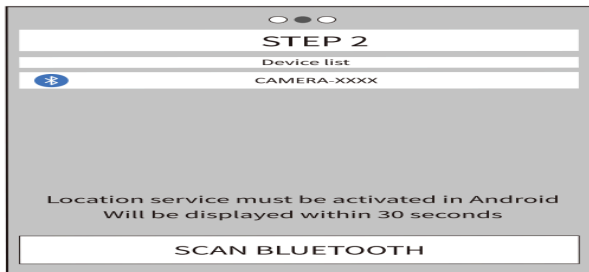 STEP 2
Device list
CAMERA-XXXX
Location service must be activated in Android
Will be displayed within 30 seconds
SCAN BLUETOOTH